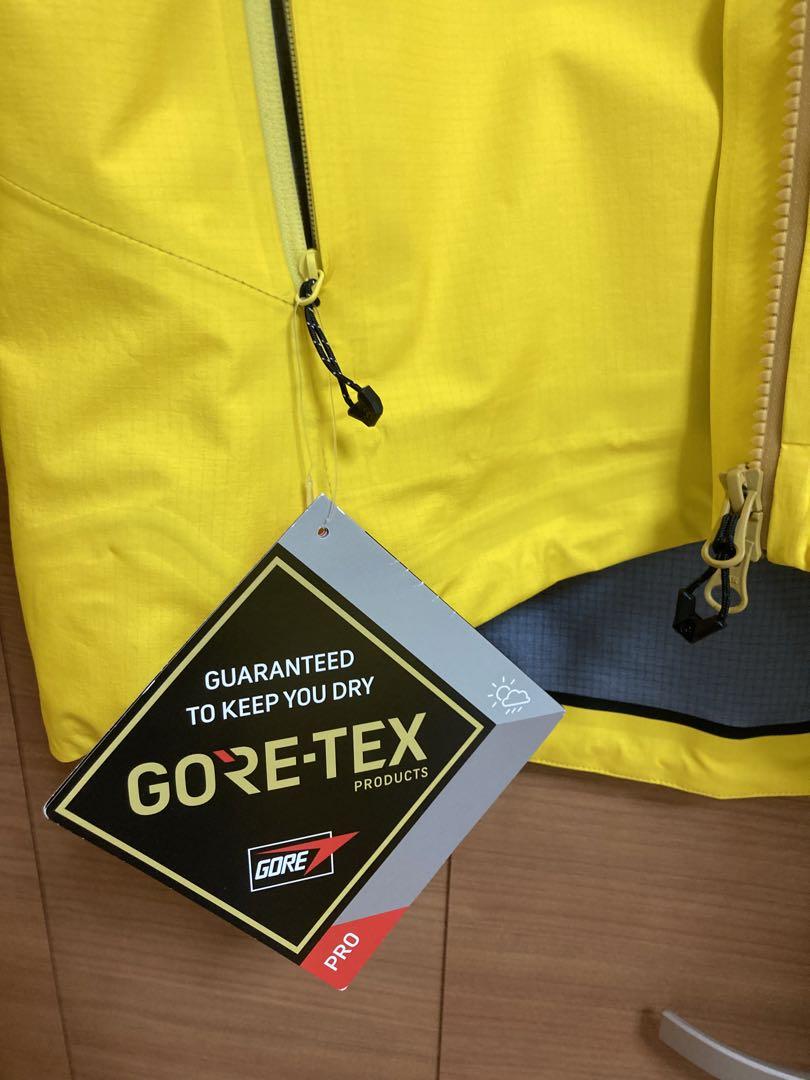 GUARANTEED
TO KEEP YOU DRY
GORE-TEX
PRODUCTS
GORE
PRO